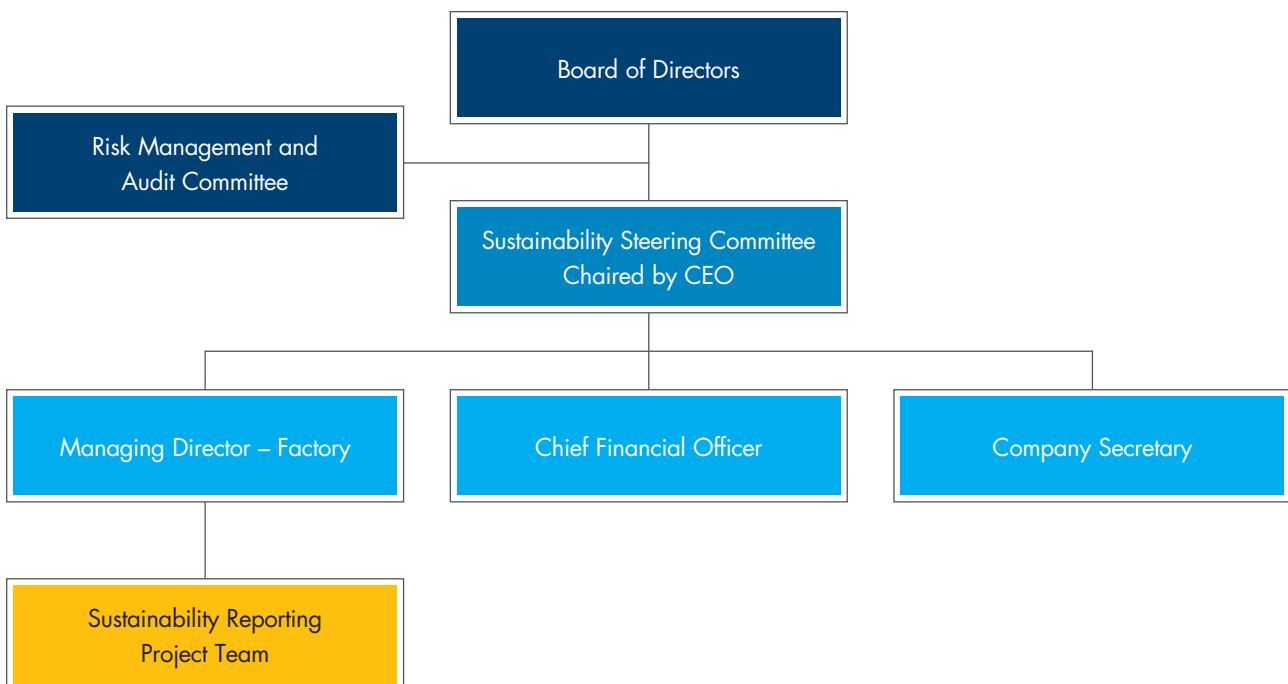 Board of Directors
Risk Management and
Audit Committee
Sustainability Steering Committee
Chaired by CEO
Managing Director – Factory
Chief Financial Officer
Company Secretary
Sustainability Reporting
Project Team